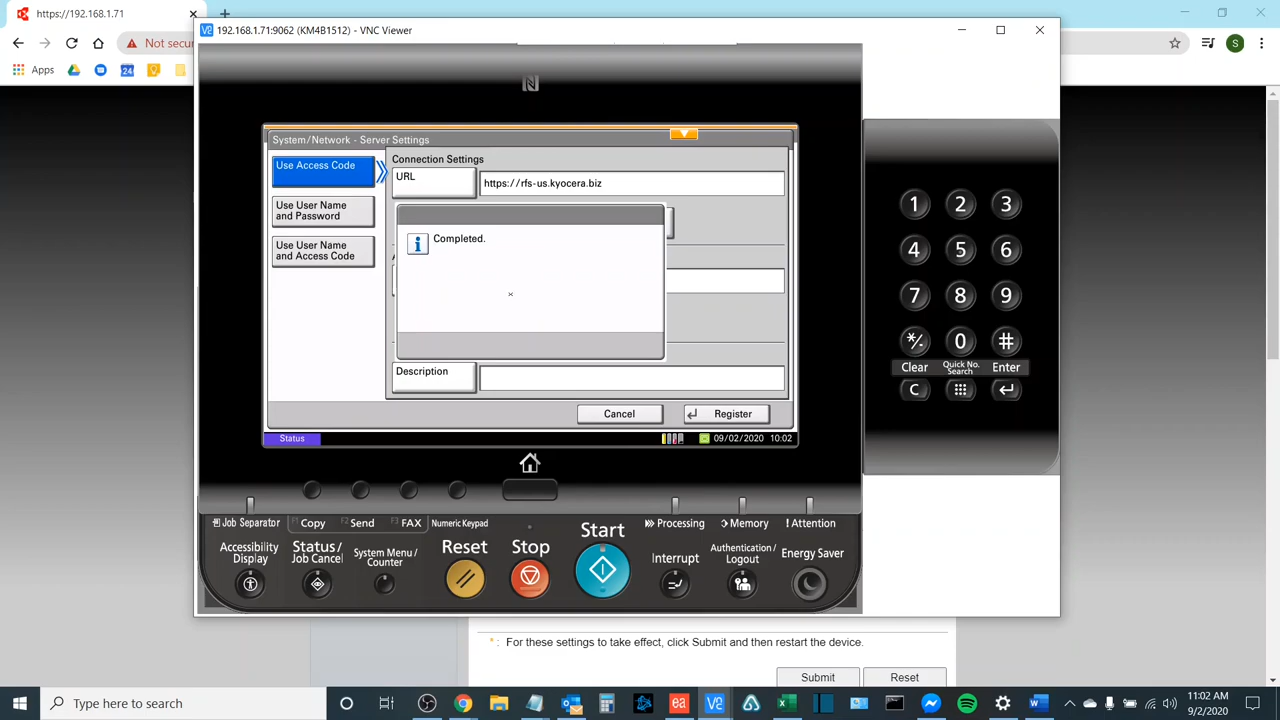 https://192.168.1.71
Not secu
Apps
192.168.1.71:9062 (KM4B1512) - VNC Viewer
S
System/Network - Server Settings
Use Access Code
Use User Name
and Password
Use User Name
and Access Code
Connection Settings
URL
https://rfs-us.kyocera.biz
Completed.
Description
Cancel
Register
Status
09/02/2020 10:02
1 2 3
4 5 6
7 8 9
*/. 0 #
Clear
Quick No.
Search
Enter
C
Job Separator
F1 Copy
F2 Send
F3 FAX
Numeric Keypad
Processing
Memory
Attention
Accessibility
Display
Status/
Job Cancel
System Menu/
Counter
Reset
Stop
Start
Interrupt
Authentication/
Logout
Energy Saver
* : For these settings to take effect, click Submit and then restart the device.
Submit
Reset
Type here to search
ea
11:02 AM
9/2/2020